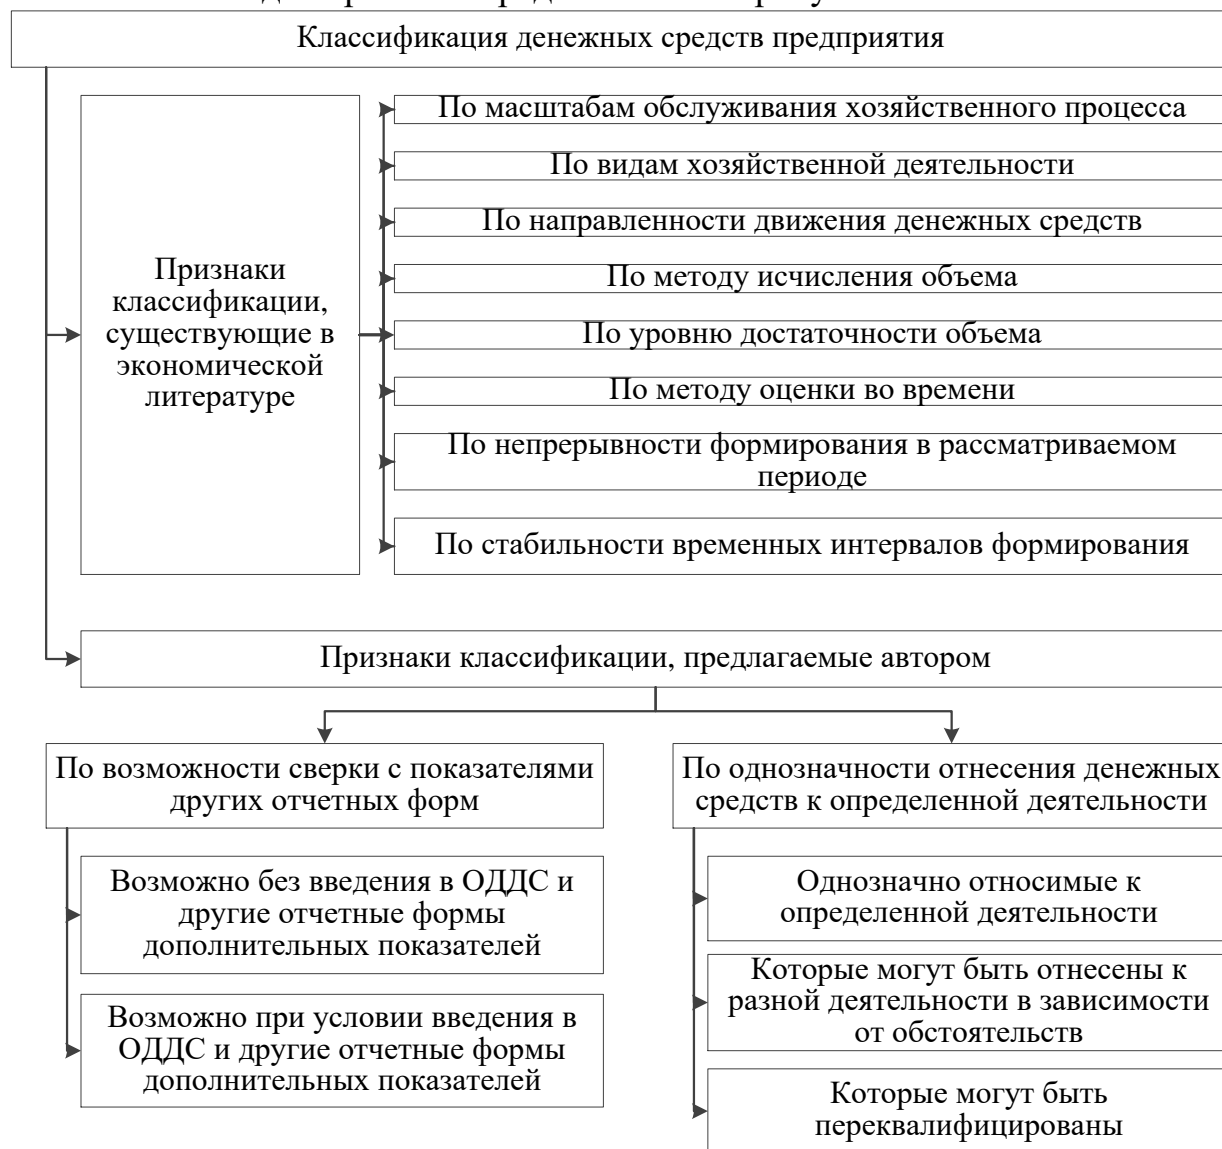 Классификация денежных средств предприятия
По масштабам обслуживания хозяйственного процесса
По видам хозяйственной деятельности
По направленности движения денежных средств
По методу исчисления объема
По уровню достаточности объема
По методу оценки во времени
По непрерывности формирования в рассматриваемом
периоде
По стабильности временных интервалов формирования
Признаки
классификации,
существующие в
экономической
литературе
Признаки классификации, предлагаемые автором
По возможности сверки с показателями
других отчетных форм
Возможно без введения в ОДДС и
другие отчетные формы
дополнительных показателей
Возможно при условии введения в
ОДДС и другие отчетные формы
дополнительных показателей
По однозначности отнесения денежных
средств к определенной деятельности
Однозначно относимые к
определенной деятельности
Которые могут быть отнесены к
разной деятельности в зависимости
от обстоятельств
Которые могут быть
переквалифицированы